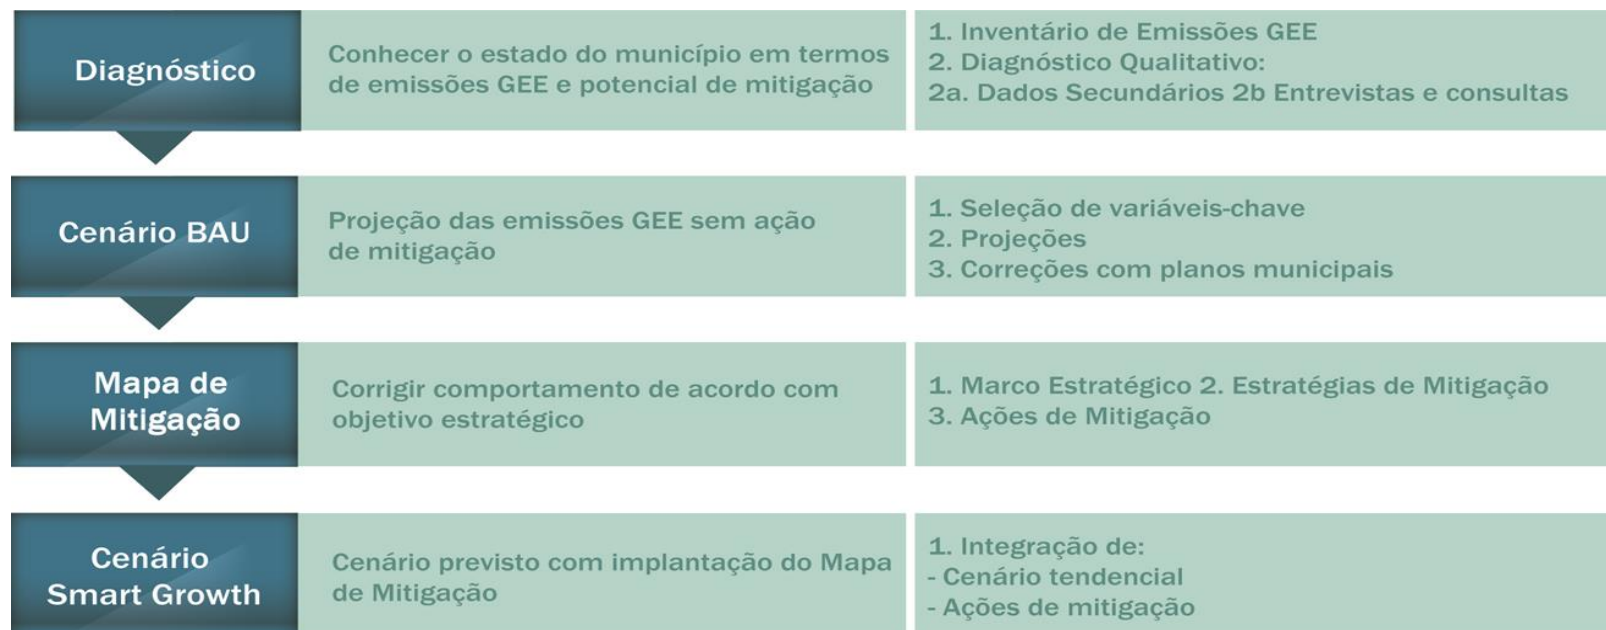 Diagnóstico
Conhecer o estado do município em termos
de emissões GEE e potencial de mitigação
1. Inventário de Emissões GEE
2. Diagnóstico Qualitativo:
2a. Dados Secundários 2b Entrevistas e consultas
Cenário BAU
Projeção das emissões GEE sem ação
de mitigação
1. Seleção de variáveis-chave
2. Projeções
3. Correções com planos municipais
Mapa de
Mitigação
Corrigir comportamento de acordo com
objetivo estratégico
1. Marco Estratégico 2. Estratégias de Mitigação
3. Ações de Mitigação
Cenário
Smart Growth
Cenário previsto com implantação do Mapa
de Mitigação
1. Integração de:
- Cenário tendencial
- Ações de mitigação